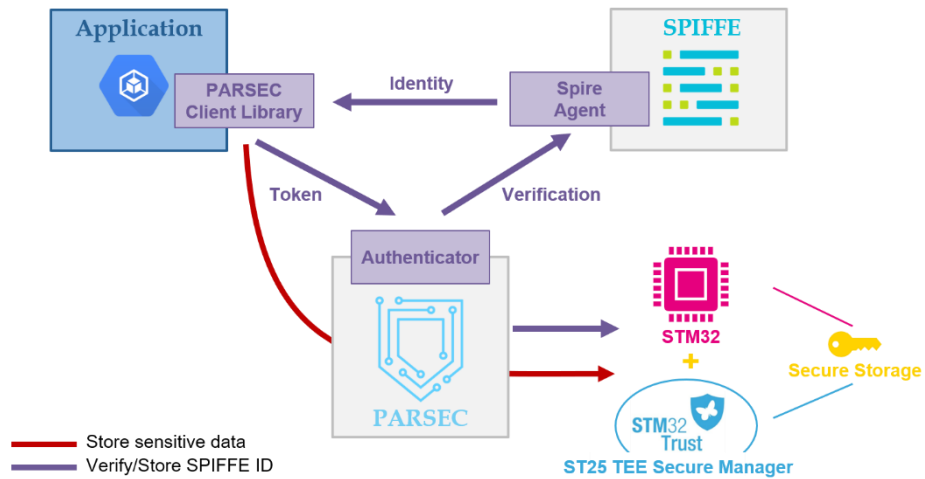 Application
SPIFFE
PARSEC
Client Library
Identity
Spire
Agent
Token
Verification
Authenticator
PARSEC
STM32
+
Secure Storage
STM32
Trust
ST25 TEE Secure Manager
Store sensitive data
Verify/Store SPIFFE ID